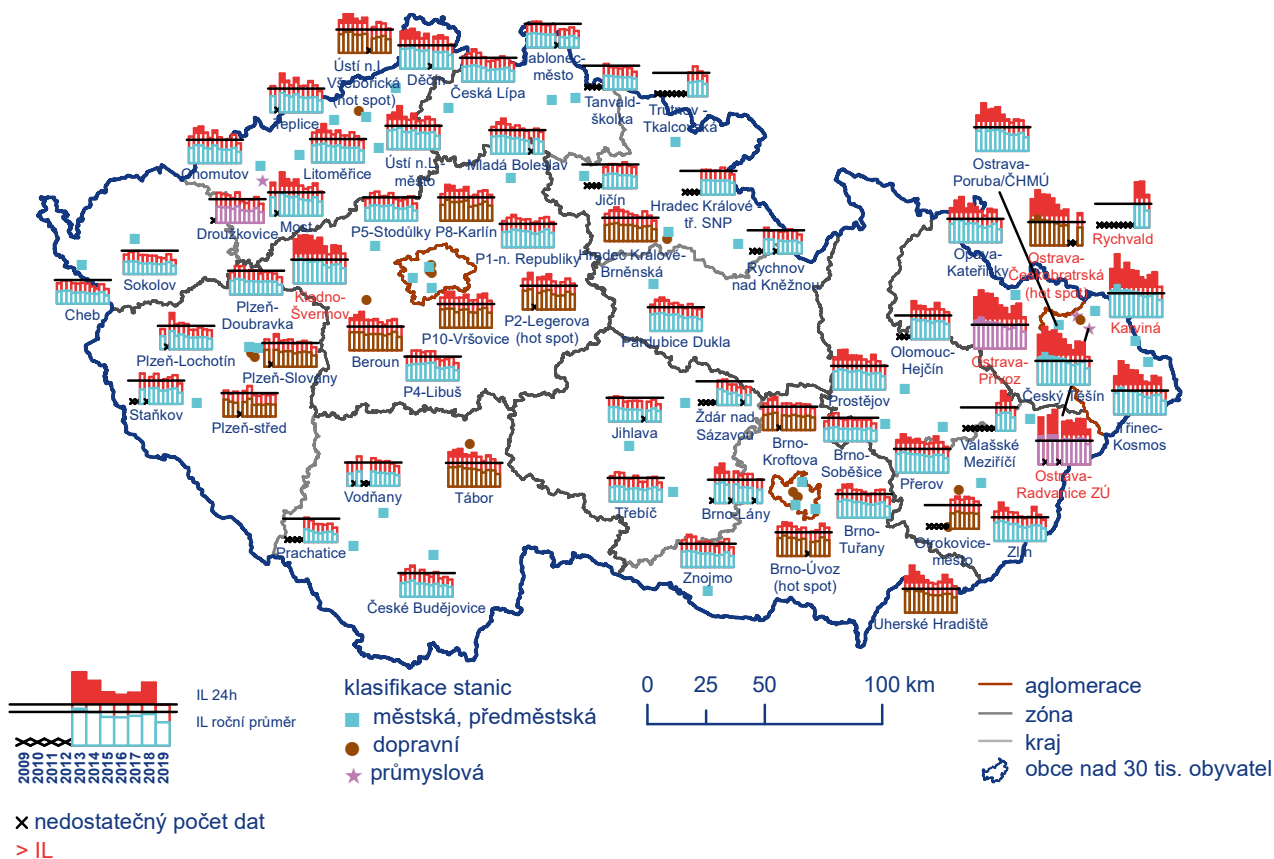 Ústí n.L.-
Všebořická
(hot spot)
Děčín
Česká Lípa
Jablonec-
město
Tanvald-
školka
Trutnov -
Tkalcovská
Teplice
Chomutov
Litoměřice
Ústí n.L.-
město
Mladá Boleslav
Jičín
Hradec Králové -
tř. SNP
Ostrava-
Poruba/ČHMÚ
Droužkovice
Most
P5-Stodůlky
P8-Karlín
P1-n. Republiky
Hradec Králové-
Brněnská
Rychnov
nad Kněžnou
Opava-
Kateřinky
Ostrava-
Českobratrská
(hot spot)
Rychvald
Sokolov
Cheb
Plzeň-
Doubravka
Kladno-
Švermov
P10-Vršovice
P2-Legerova
(hot spot)
Pardubice Dukla
Olomouc-
Hejčín
Ostrava-
Přívoz
Karviná
Plzeň-Lochotín
Plzeň-Slovany
Beroun
P4-Libuš
Prostějov
Český Těšín
Staňkov
Plzeň-střed
Jihlava
Žďár nad
Sázavou
Brno-
Kroftova
Brno-
Soběšice
Valašské
Meziříčí
Třinec-
Kosmos
Vodňany
Tábor
Třebíč
Brno-Lány
Přerov
Ostrava-
Radvanice ZÚ
Prachatice
Brno-
Tuřany
Otrokovice-
město
Zlín
České Budějovice
Znojmo
Brno-Úvoz
(hot spot)
Uherské Hradiště
IL 24h
IL roční průměr
2009
2010
2011
2012
2013
2014
2015
2016
2017
2018
2019
klasifikace stanic
městská, předměstská
dopravní
průmyslová
0 25 50 100 km
aglomerace
zóna
kraj
obce nad 30 tis. obyvatel
nedostatečný počet dat
> IL